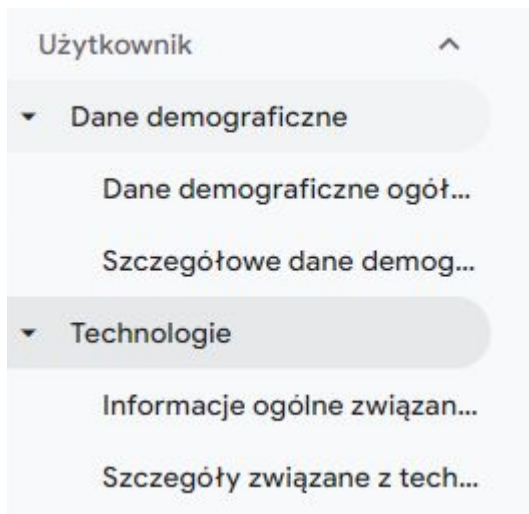 Użytkownik
Dane demograficzne
Dane demograficzne ogół...
Szczegółowe dane demog...
Technologie
Informacje ogólne związan...
Szczegóły związane z tech...